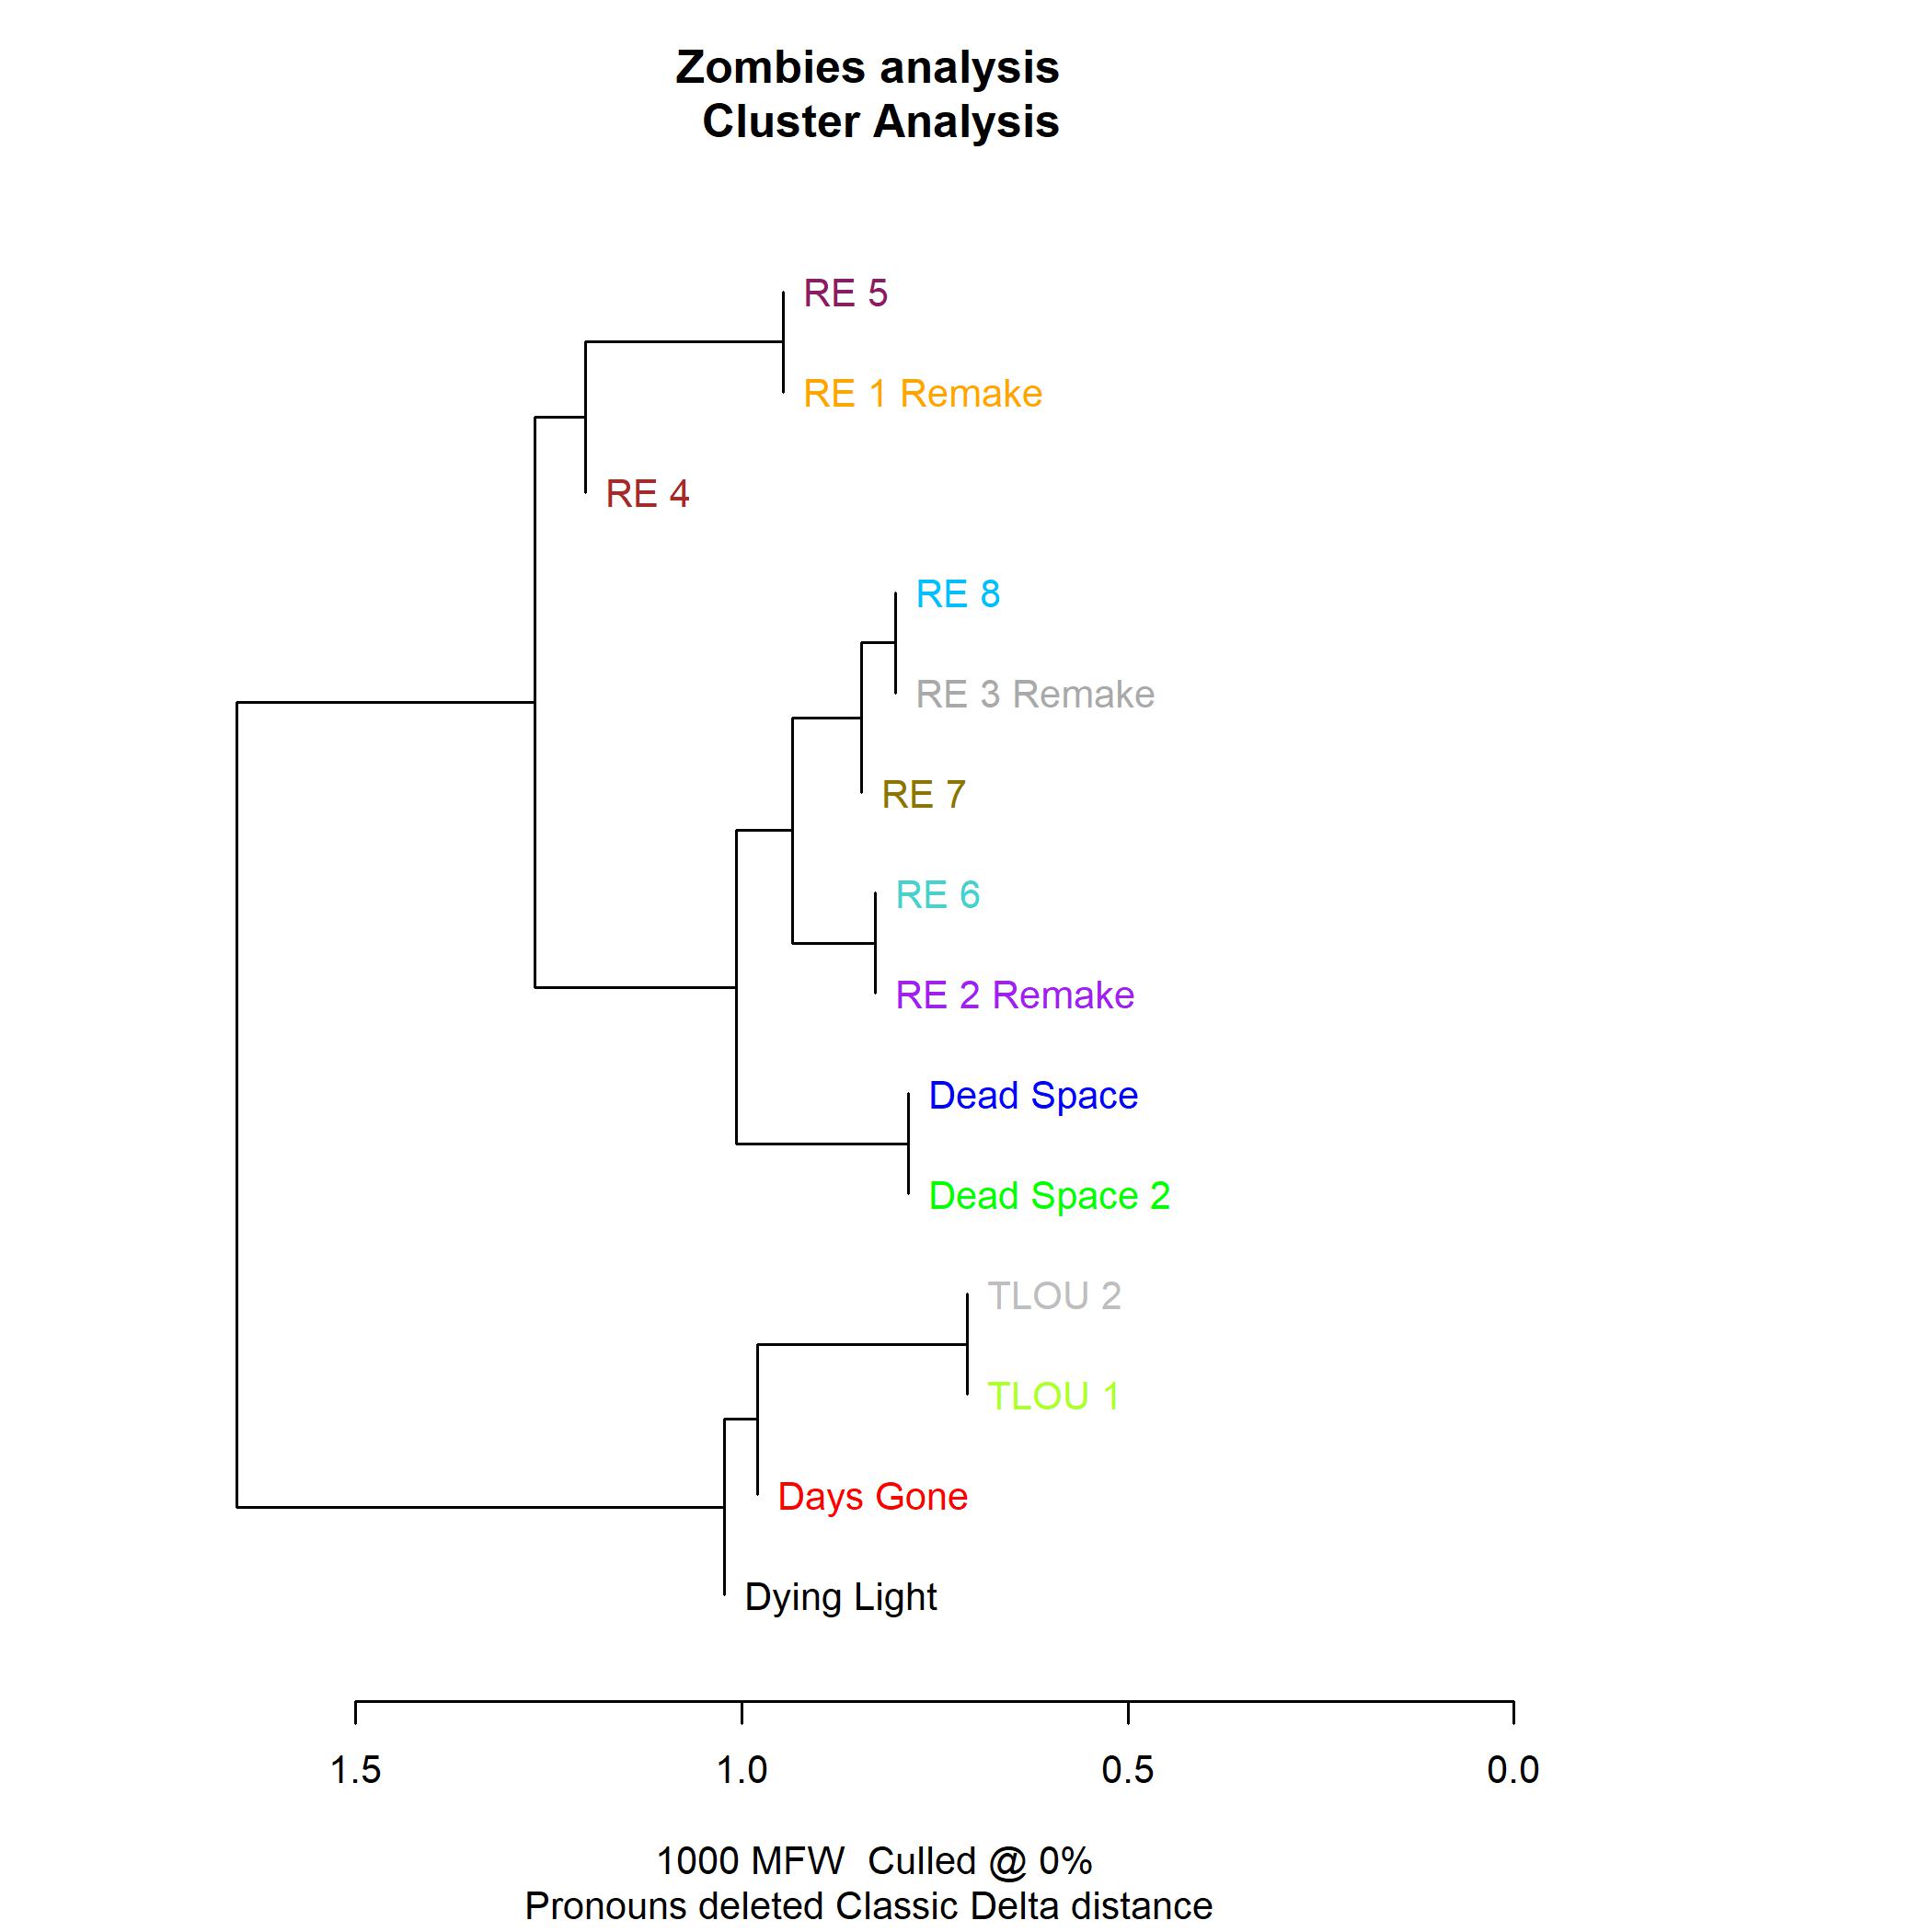 Zombies analysis
Cluster Analysis
RE 5
RE 1 Remake
RE 4
RE 8
RE 3 Remake
RE 7
RE 6
RE 2 Remake
Dead Space
Dead Space 2
TLOU 2
TLOU 1
Days Gone
Dying Light
1.5 1.0 0.5 0.0
1000 MFW  Culled @ 0%
Pronouns deleted Classic Delta distance